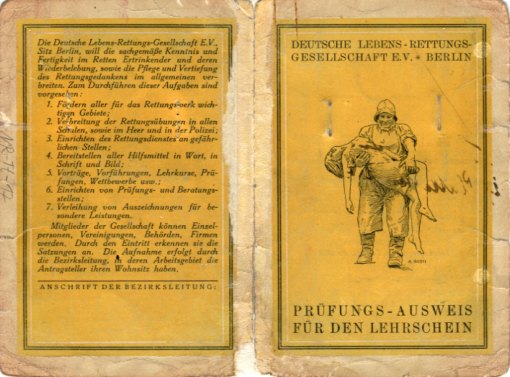 Die Deutsche Lebens-Rettungs-Gesellschaft E.V.,
Sitz Berlin, will die sachgemäße Kenntnis und
Fertigkeit im Retten Ertrinkender und deren
Wiederbelebung, sowie die Pflege und Vertiefung
des Rettungsgedankens im allgemeinen ver-
breiten. Zum Durchführen dieser Aufgaben sind
vorgesehen:
1. Fördern aller für das Rettungswerk wich-
tigen Gebiete;
2. Verbreitung der Rettungsübungen in allen
Schulen, sowie im Heer und in der Polizei;
3. Einrichten des Rettungsdienstes an gefähr-
lichen Stellen;
4. Bereitstellen aller Hilfsmittel in Wort, in
Schrift und Bild;
5. Vorträge, Vorführungen, Lehrkurse, Prü-
fungen, Wettbewerbe usw.;
6. Einrichten von Prüfungs- und Beratungs-
stellen;
7. Verleihung von Auszeichnungen für be-
sondere Leistungen.
Mitglieder der Gesellschaft können Einzel-
personen, Vereinigungen, Behörden, Firmen
werden. Durch den Eintritt erkennen sie die
Satzungen an. Die Aufnahme erfolgt durch
die Bezirksleitung, in deren Arbeitsgebiet die
Antragsteller ihren Wohnsitz haben.
ANSCHRIFT DER BEZIRKSLEITUNG:
DEUTSCHE LEBENS-RETTUNGS-
GESELLSCHAFT E.V. * BERLIN
PRÜFUNGS-AUSWEIS
FÜR DEN LEHRSCHEIN